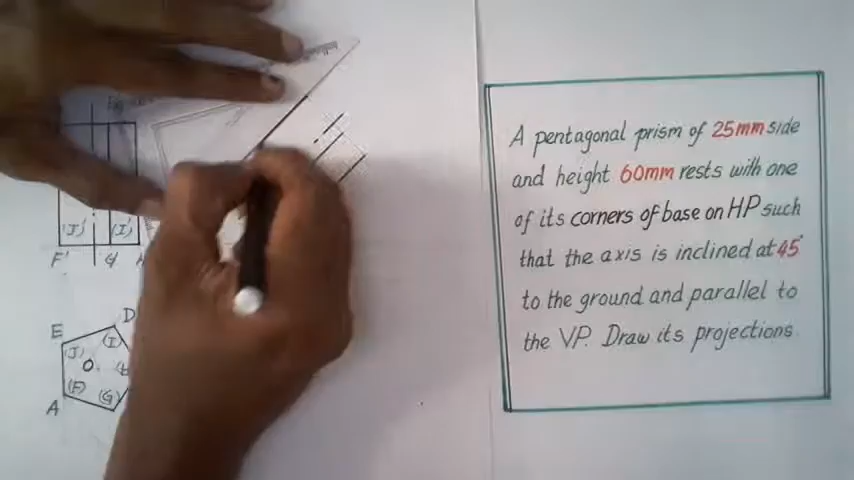 A pentagonal prism of 25mm side
and height 60mm rests with one
of its corners of base on HP such
that the axis is inclined at 45°
to the ground and parallel to
the VP. Draw its projections
(J') (I')
F' G'
D
E
(I)
(J) O
(F)
A (G)